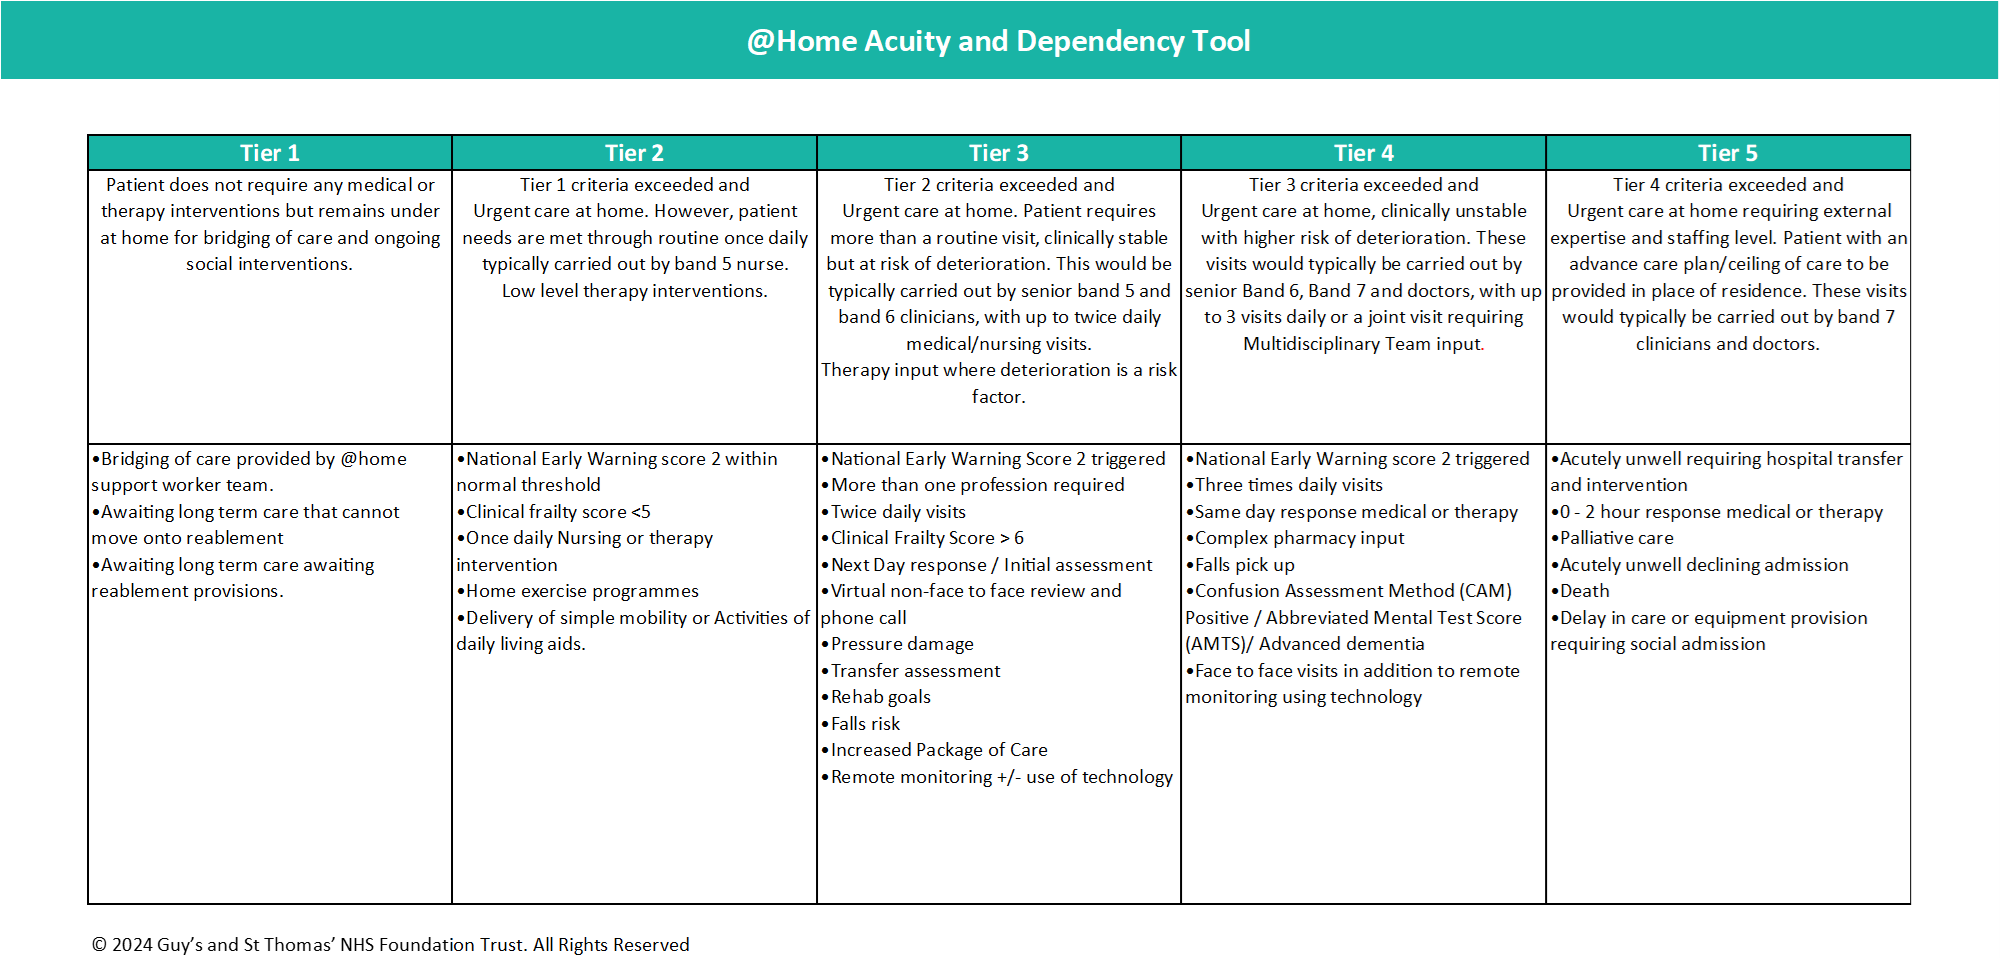 @Home Acuity and Dependency Tool
Tier 1
Patient does not require any medical or
therapy interventions but remains under
at home for bridging of care and ongoing
social interventions.
•Bridging of care provided by @home
support worker team.
•Awaiting long term care that cannot
move onto reablement
•Awaiting long term care awaiting
reablement provisions.
Tier 2
Tier 1 criteria exceeded and
Urgent care at home. However, patient
needs are met through routine once daily
typically carried out by band 5 nurse.
Low level therapy interventions.
•National Early Warning score 2 within
normal threshold
•Clinical frailty score <5
•Once daily Nursing or therapy
intervention
•Home exercise programmes
•Delivery of simple mobility or Activities of
daily living aids.
Tier 3
Tier 2 criteria exceeded and
Urgent care at home. Patient requires
more than a routine visit, clinically stable
but at risk of deterioration. This would be
typically carried out by senior band 5 and
band 6 clinicians, with up to twice daily
medical/nursing visits.
Therapy input where deterioration is a risk
factor.
•National Early Warning Score 2 triggered
•More than one profession required
•Twice daily visits
•Clinical Frailty Score > 6
•Next Day response / Initial assessment
•Virtual non-face to face review and
phone call
•Pressure damage
•Transfer assessment
•Rehab goals
•Falls risk
•Increased Package of Care
•Remote monitoring +/- use of technology
Tier 4
Tier 3 criteria exceeded and
Urgent care at home, clinically unstable
with higher risk of deterioration. These
visits would typically be carried out by
senior Band 6, Band 7 and doctors, with up
to 3 visits daily or a joint visit requiring
Multidisciplinary Team input.
•National Early Warning score 2 triggered
•Three times daily visits
•Same day response medical or therapy
•Complex pharmacy input
•Falls pick up
•Confusion Assessment Method (CAM)
Positive / Abbreviated Mental Test Score
(AMTS)/ Advanced dementia
•Face to face visits in addition to remote
monitoring using technology
Tier 5
Tier 4 criteria exceeded and
Urgent care at home requiring external
expertise and staffing level. Patient with an
advance care plan/ceiling of care to be
provided in place of residence. These visits
would typically be carried out by band 7
clinicians and doctors.
•Acutely unwell requiring hospital transfer
and intervention
•0 - 2 hour response medical or therapy
•Palliative care
•Acutely unwell declining admission
•Death
•Delay in care or equipment provision
requiring social admission
© 2024 Guy’s and St Thomas’ NHS Foundation Trust. All Rights Reserved